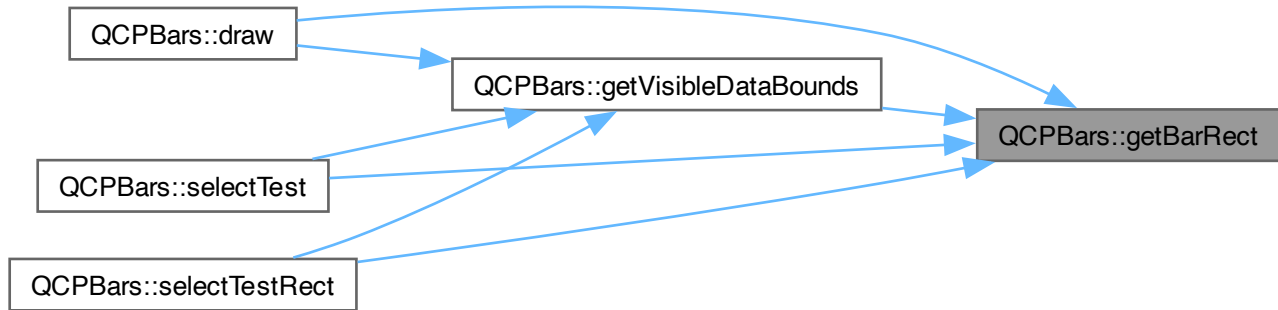 QCPBars::draw
QCPBars::getVisibleDataBounds
QCPBars::getBarRect
QCPBars::selectTest
QCPBars::selectTestRect